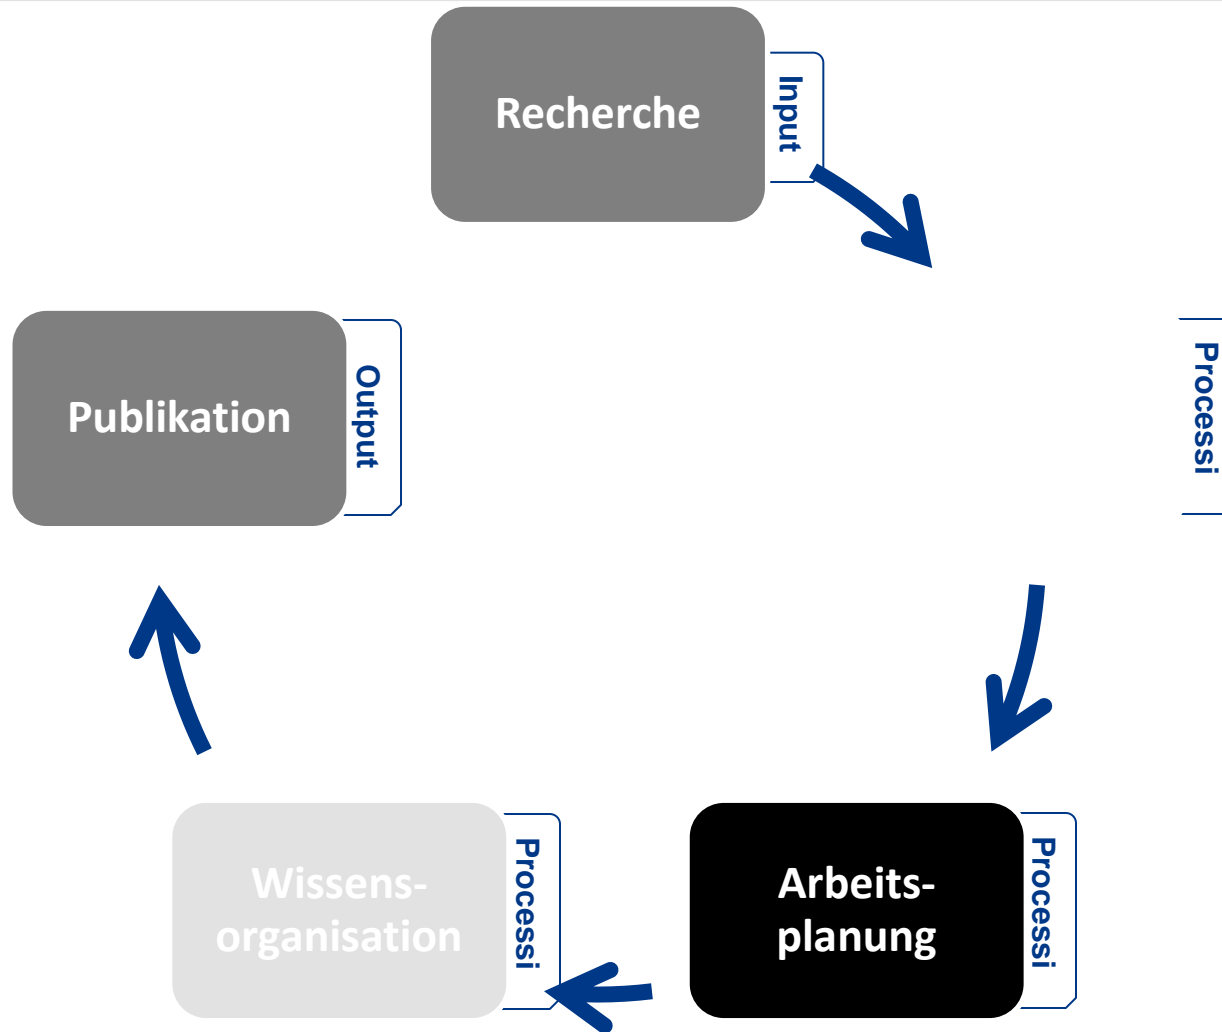 Recherche
Input
Publikation
Output
Processi
Wissens-
organisation
Processi
Arbeits-
planung
Processi